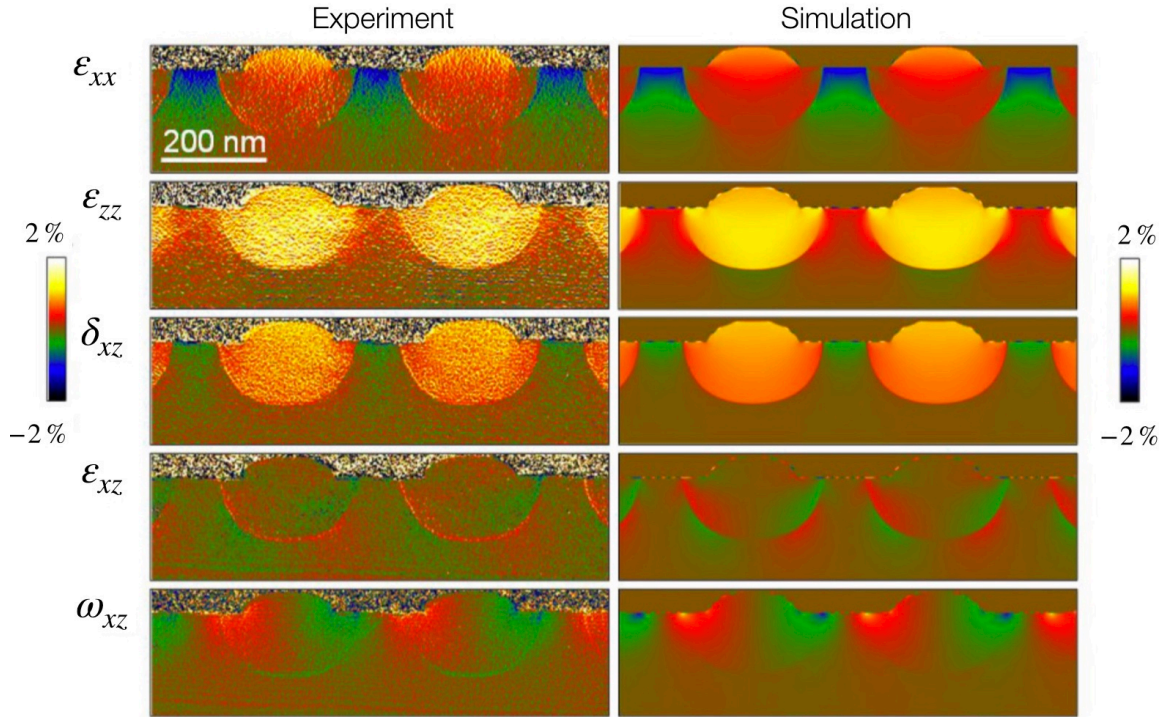 Experiment Simulation
εxx
200 nm
εzz
2 % 2 %
δxz
−2 % −2 %
εxz
ωxz